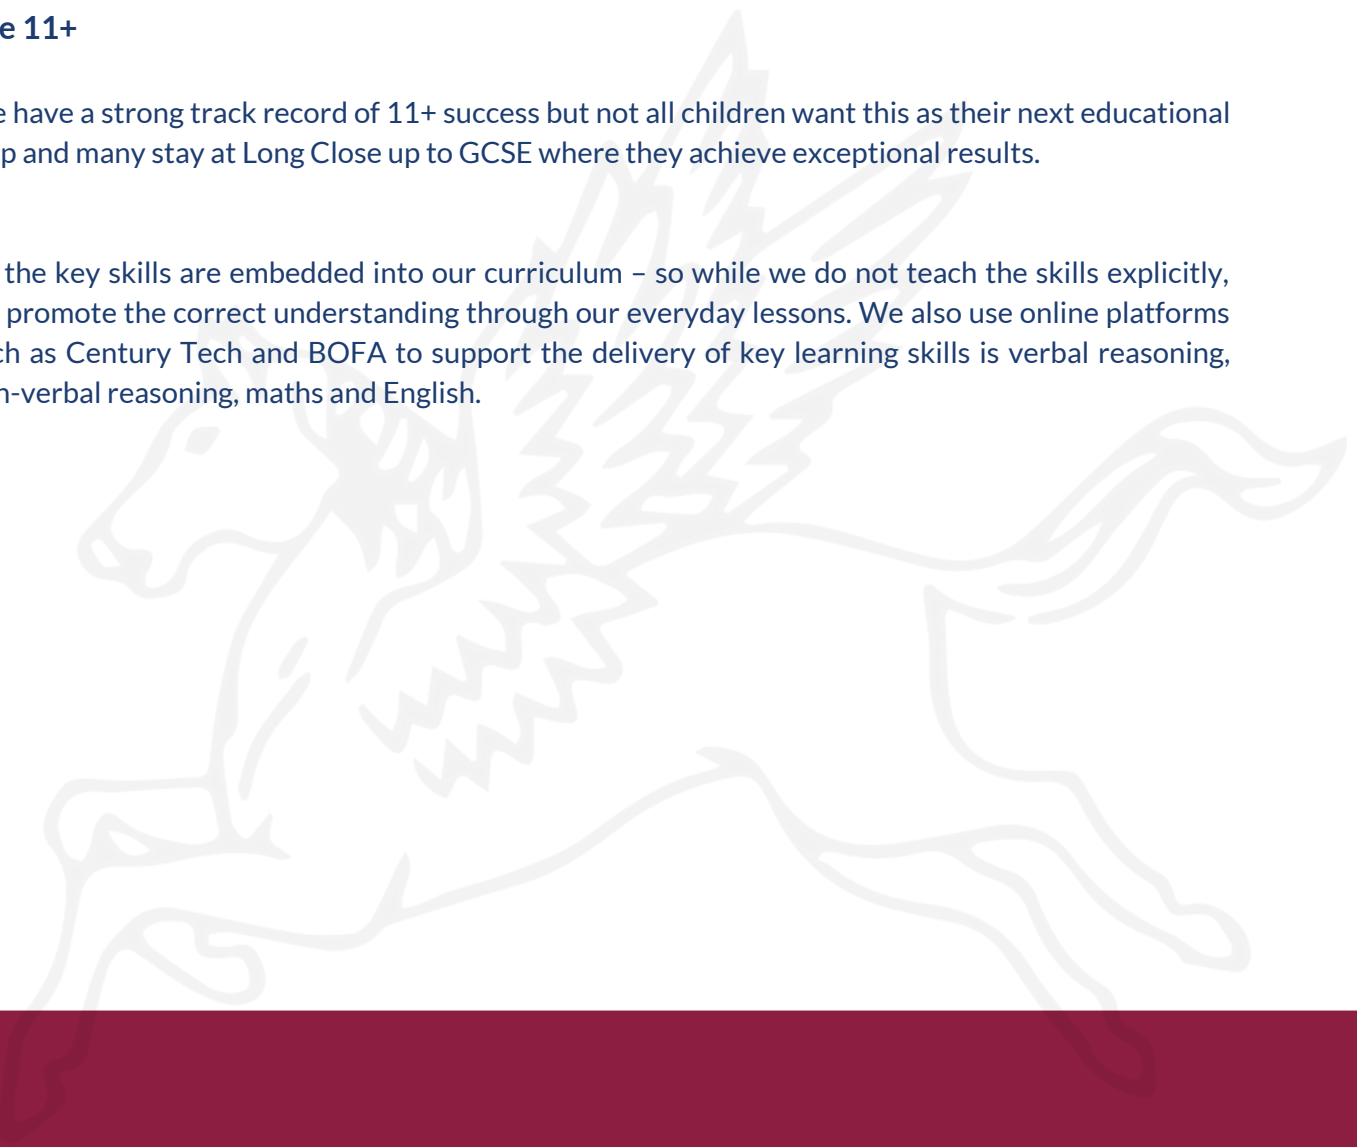 e 11+
e have a strong track record of 11+ success but not all children want this as their next educational
p and many stay at Long Close up to GCSE where they achieve exceptional results.
the key skills are embedded into our curriculum – so while we do not teach the skills explicitly,
promote the correct understanding through our everyday lessons. We also use online platforms
ch as Century Tech and BOFA to support the delivery of key learning skills is verbal reasoning,
n-verbal reasoning, maths and English.